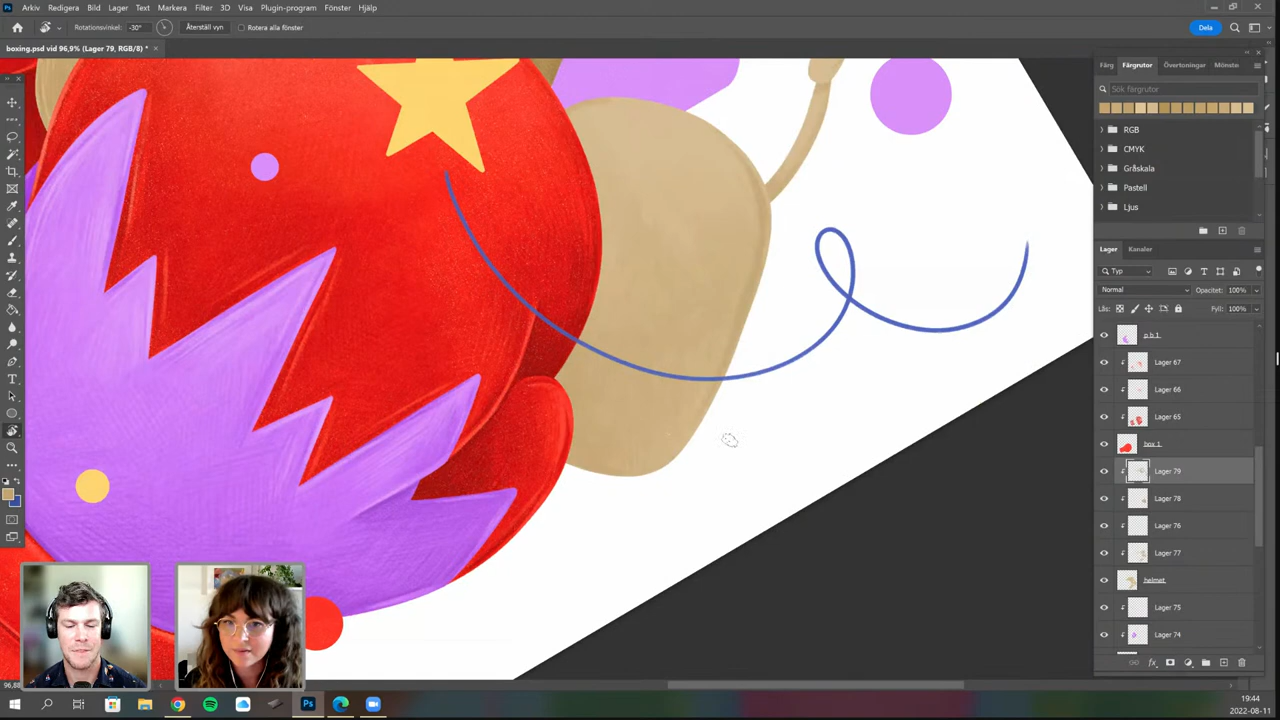 Arkiv Redigera Bild Lager Text Markera Filter 3D Visa Plugin-program Fönster Hjälp
Rotationsvinkel: -30° Återställ vyn Rotera alla fönster Dela
boxing.psd vid 96,9% (Lager 79, RGB/8) *
Färg Färgrutor Övertoningar Mönste
Sök färgrutor
RGB
CMYK
Gråskala
Pastell
Ljus
Lager Kanaler
Typ
Normal Opacitet: 100%
Lås: Fyll: 100%
p b 1
Lager 67
Lager 66
Lager 65
box 1
Lager 79
Lager 78
Lager 76
Lager 77
helmet
Lager 75
Lager 74
19:44
2022-08-11